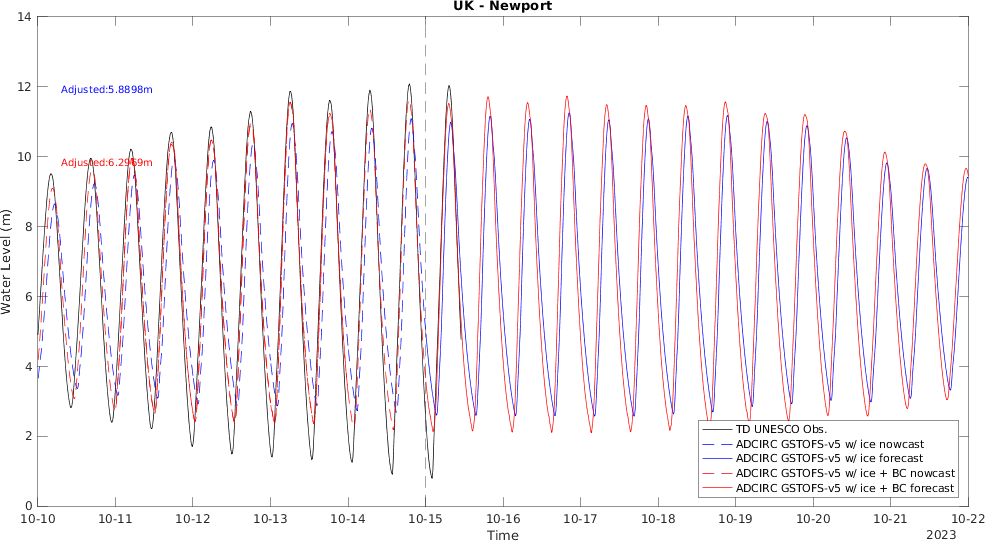 UK - Newport
14
12
10
8
6
4
2
0
Water Level (m)
Adjusted:5.8898m
Adjusted:6.2969m
TD UNESCO Obs.
ADCIRC GSTOFS-v5 w/ ice nowcast
ADCIRC GSTOFS-v5 w/ ice forecast
ADCIRC GSTOFS-v5 w/ ice + BC nowcast
ADCIRC GSTOFS-v5 w/ ice + BC forecast
10-10 10-11 10-12 10-13 10-14 10-15 10-16 10-17 10-18 10-19 10-20 10-21 10-22
Time
2023